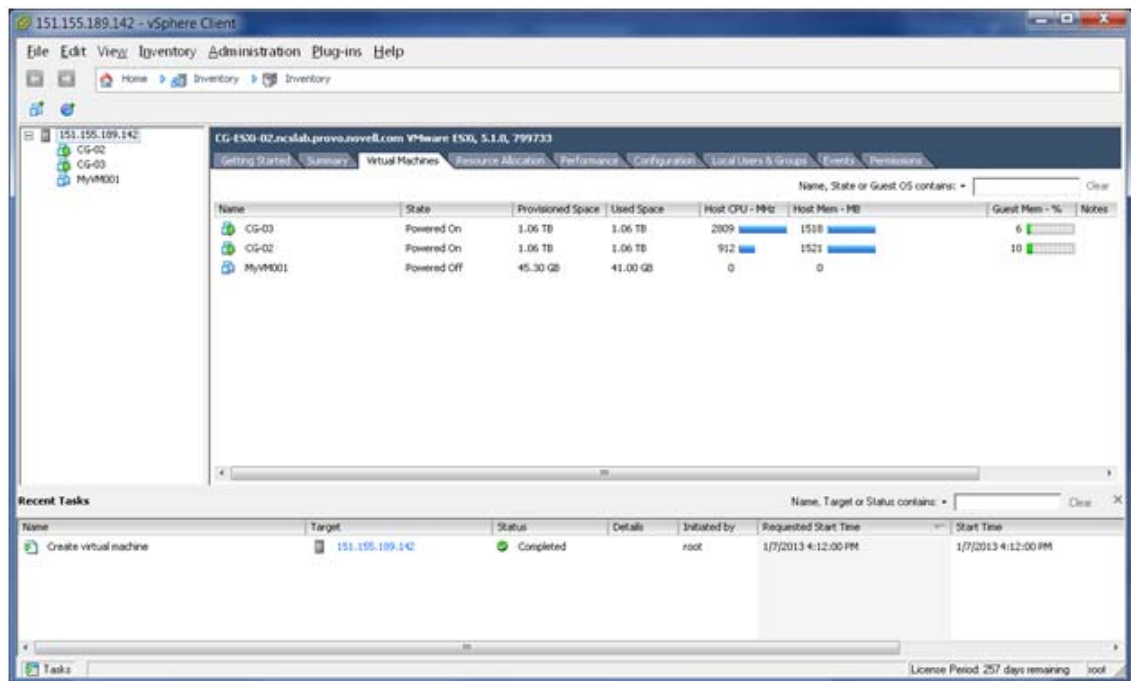 151.155.189.142 - vSphere Client
File Edit View Inventory Administration Plug-ins Help
Home Inventory Inventory
151.155.189.142
CG-02
CG-03
MyVM001
CG-ESXi-02.ncslab.provo.novell.com VMware ESXi, 5.1.0, 799733
Getting Started Summary Virtual Machines Resource Allocation Performance Configuration Local Users & Groups Events Permissions
Name, State or Guest OS contains: Clear
Name State Provisioned Space Used Space Host CPU - MHz Host Mem - MB Guest Mem - % Notes
CG-03 Powered On 1.06 TB 1.06 TB 2809 1518 6
CG-02 Powered On 1.06 TB 1.06 TB 912 1521 10
MyVM001 Powered Off 45.30 GB 41.00 GB 0 0
Recent Tasks Name, Target or Status contains: Clear
Name Target Status Details Initiated by Requested Start Time Start Time
Create virtual machine 151.155.189.142 Completed root 1/7/2013 4:12:00 PM 1/7/2013 4:12:00 PM
Tasks License Period: 257 days remaining root